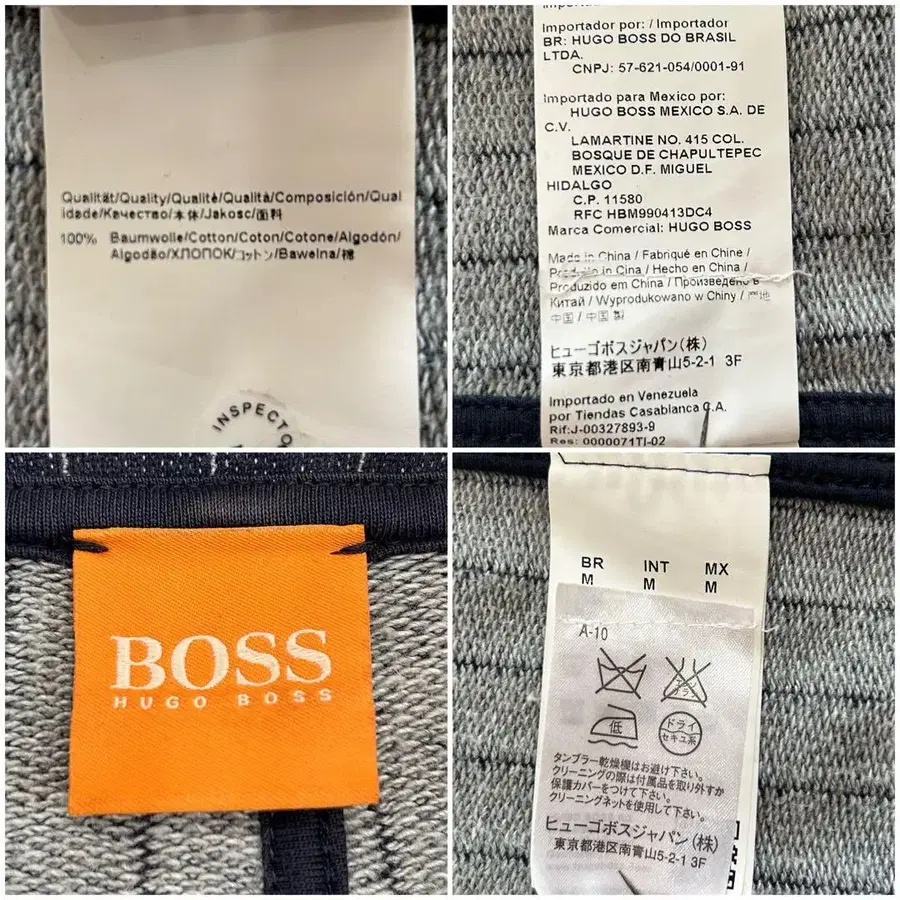 Qualität/Quality/Qualité/Qualità/Composición/Qual
idade/Качество/本体/Jakosc/面料
100% Baumwolle/Cotton/Coton/Cotone/Algodón/
Algodão/ХЛОПОК/コットン/Bawelna/棉
INSPECTO
Importador por: / Importador
BR: HUGO BOSS DO BRASIL
LTDA.
CNPJ: 57-621-054/0001-91
Importado para Mexico por:
HUGO BOSS MEXICO S.A. DE
C.V.
LAMARTINE NO. 415 COL.
BOSQUE DE CHAPULTEPEC
MEXICO D.F. MIGUEL
HIDALGO
C.P. 11580
RFC HBM990413DC4
Marca Comercial: HUGO BOSS
Made in China / Fabriqué en Chine /
Prodotto in Cina / Hecho en China /
Produzido em China / Произведено в
Китай / Wyprodukowano w Chiny / 产地
中国 / 中国 製
ヒューゴボスジャパン(株)
東京都港区南青山5-2-1 3F
Importado en Venezuela
por Tiendas Casablanca C.A.
Rif:J-00327893-9
Res: 0000071TI-02
BOSS
HUGO BOSS
BR INT MX
M M M
A-10
エンソ
サラシ
低
ドライ
セキユ系
タンブラー乾燥機はお避け下さい。
クリーニングの際は付属品を取り外すか
保護カバーをつけて下さい。
クリーニングネットを使用して下さい。
ヒューゴボスジャパン(株)
東京都港区南青山5-2-1 3F